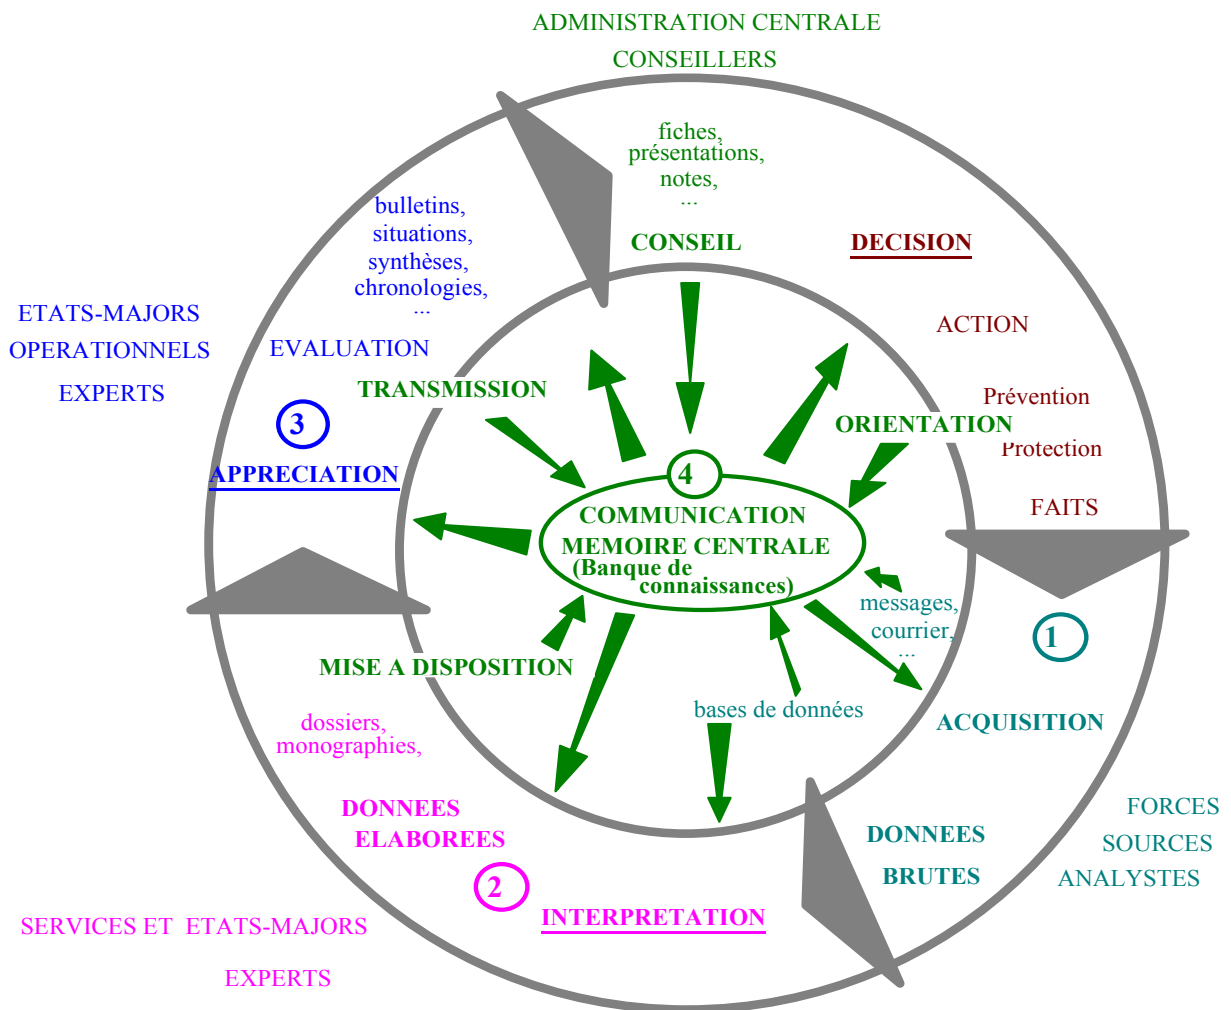 ADMINISTRATION CENTRALE
CONSEILLERS
fiches,
présentations,
notes,
...
CONSEIL
DECISION
ACTION
Prévention
ORIENTATION
Protection
FAITS
bulletins,
situations,
synthèses,
chronologies,
...
ETATS-MAJORS
OPERATIONNELS
EXPERTS
EVALUATION
TRANSMISSION
3
APPRECIATION
4
COMMUNICATION
MEMOIRE CENTRALE
(Banque de
connaissances)
messages,
courrier,
...
1
ACQUISITION
bases de données
MISE A DISPOSITION
dossiers,
monographies,
DONNEES
ELABOREES
2
INTERPRETATION
DONNEES
BRUTES
FORCES
SOURCES
ANALYSTES
SERVICES ET ETATS-MAJORS
EXPERTS